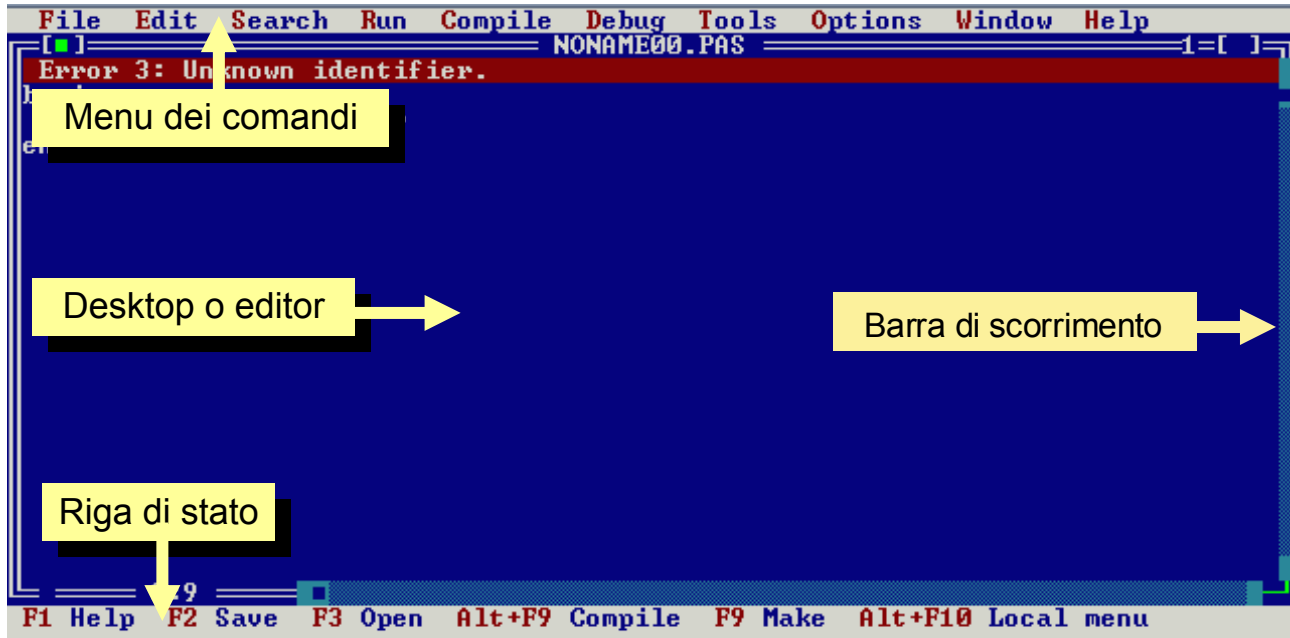 File Edit Search Run Compile Debug Tools Options Window Help
NONAME00.PAS 1=[ ]
Error 3: Unknown identifier.
Menu dei comandi
Desktop o editor
Barra di scorrimento
Riga di stato
F1 Help F2 Save F3 Open Alt+F9 Compile F9 Make Alt+F10 Local menu